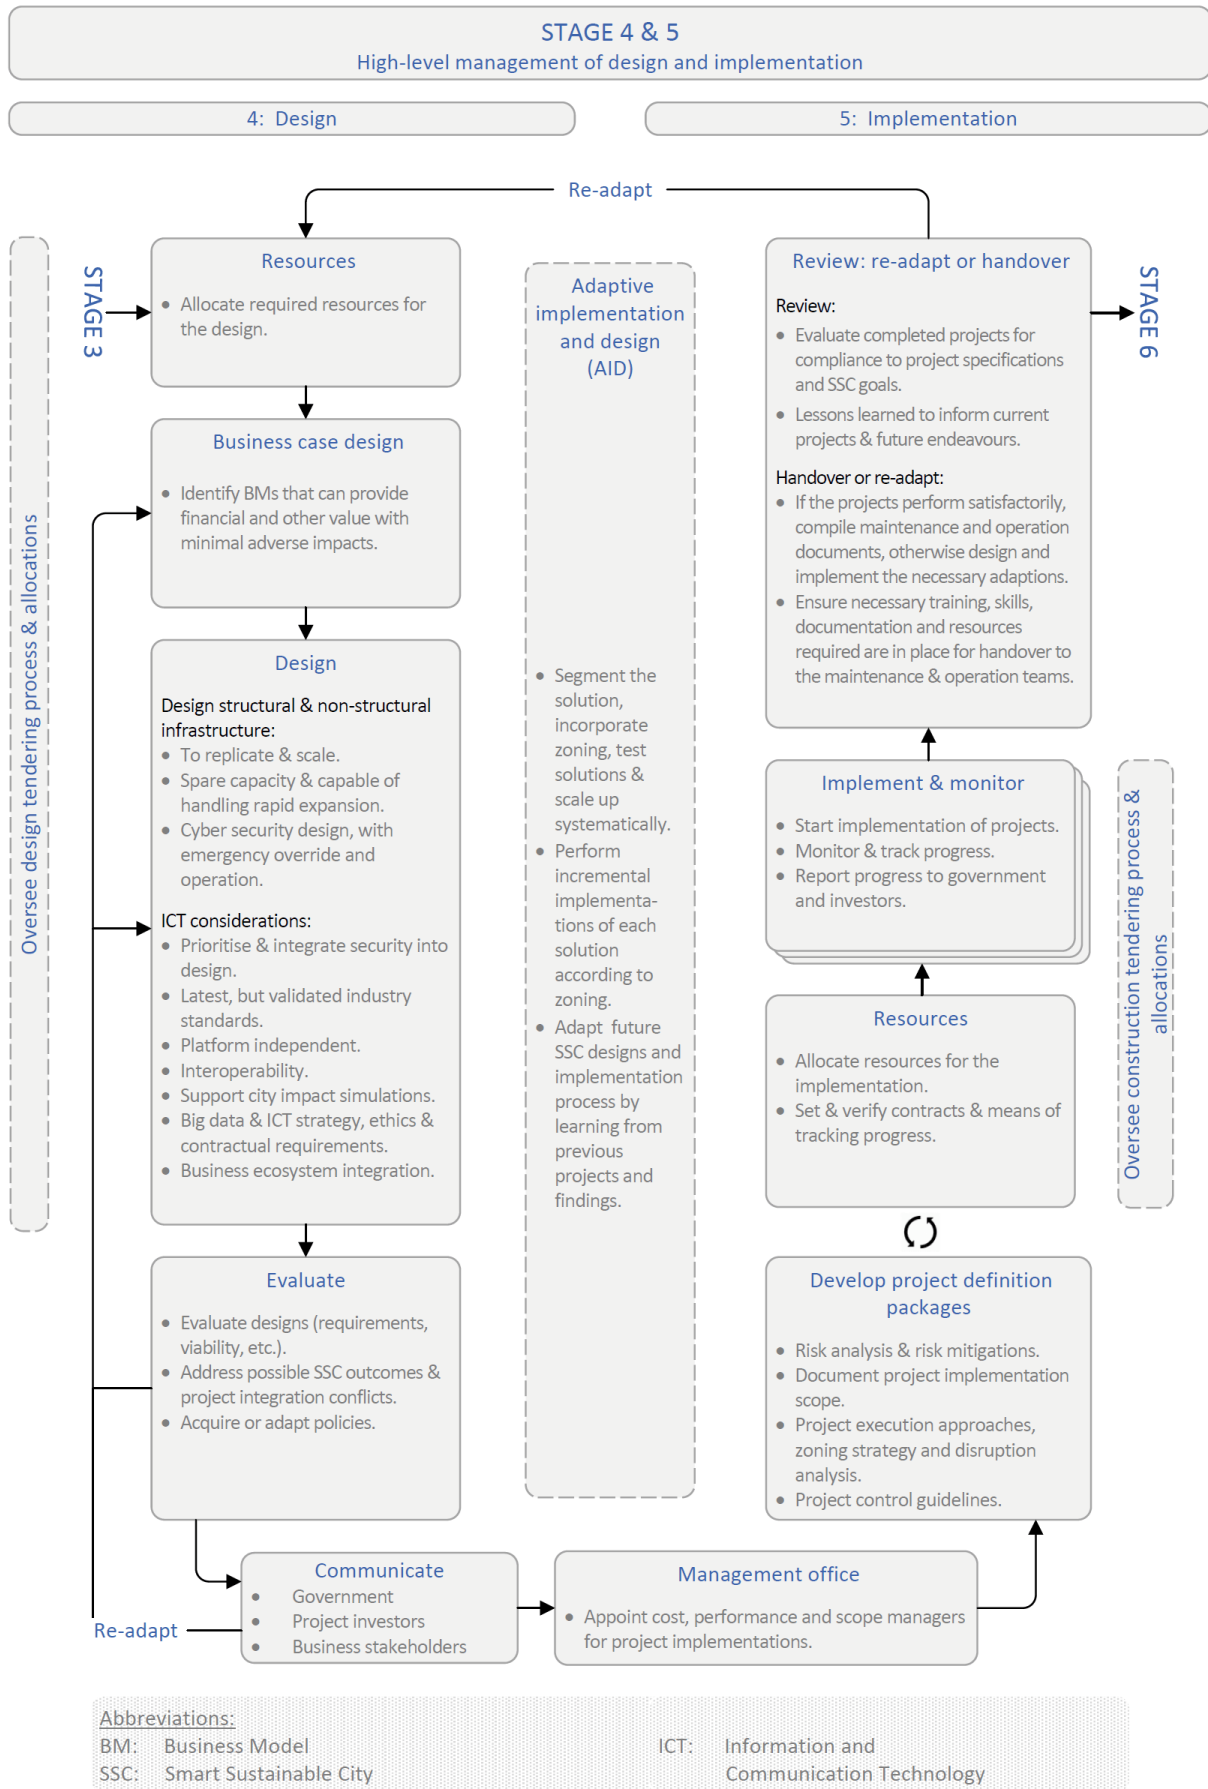 STAGE 4 & 5
High-level management of design and implementation
4: Design
5: Implementation
Re-adapt
Oversee design tendering process & allocations
STAGE 3
Resources
• Allocate required resources for
the design.
Business case design
• Identify BMs that can provide
financial and other value with
minimal adverse impacts.
Design
Design structural & non-structural
infrastructure:
• To replicate & scale.
• Spare capacity & capable of
handling rapid expansion.
• Cyber security design, with
emergency override and
operation.
ICT considerations:
• Prioritise & integrate security into
design.
• Latest, but validated industry
standards.
• Platform independent.
• Interoperability.
• Support city impact simulations.
• Big data & ICT strategy, ethics &
contractual requirements.
• Business ecosystem integration.
Evaluate
• Evaluate designs (requirements,
viability, etc.).
• Address possible SSC outcomes &
project integration conflicts.
• Acquire or adapt policies.
Re-adapt
Communicate
• Government
• Project investors
• Business stakeholders
Management office
• Appoint cost, performance and scope managers
for project implementations.
Adaptive
implementation
and design
(AID)
• Segment the
solution,
incorporate
zoning, test
solutions &
scale up
systematically.
• Perform
incremental
implementa-
tions of each
solution
according to
zoning.
• Adapt future
SSC designs and
implementation
process by
learning from
previous
projects and
findings.
Review: re-adapt or handover
Review:
• Evaluate completed projects for
compliance to project specifications
and SSC goals.
• Lessons learned to inform current
projects & future endeavours.
Handover or re-adapt:
• If the projects perform satisfactorily,
compile maintenance and operation
documents, otherwise design and
implement the necessary adaptions.
• Ensure necessary training, skills,
documentation and resources
required are in place for handover to
the maintenance & operation teams.
STAGE 6
Implement & monitor
• Start implementation of projects.
• Monitor & track progress.
• Report progress to government
and investors.
Resources
• Allocate resources for the
implementation.
• Set & verify contracts & means of
tracking progress.
Oversee construction tendering process &
allocations
Develop project definition
packages
• Risk analysis & risk mitigations.
• Document project implementation
scope.
• Project execution approaches,
zoning strategy and disruption
analysis.
• Project control guidelines.
Abbreviations:
BM: Business Model
SSC: Smart Sustainable City
ICT: Information and
Communication Technology